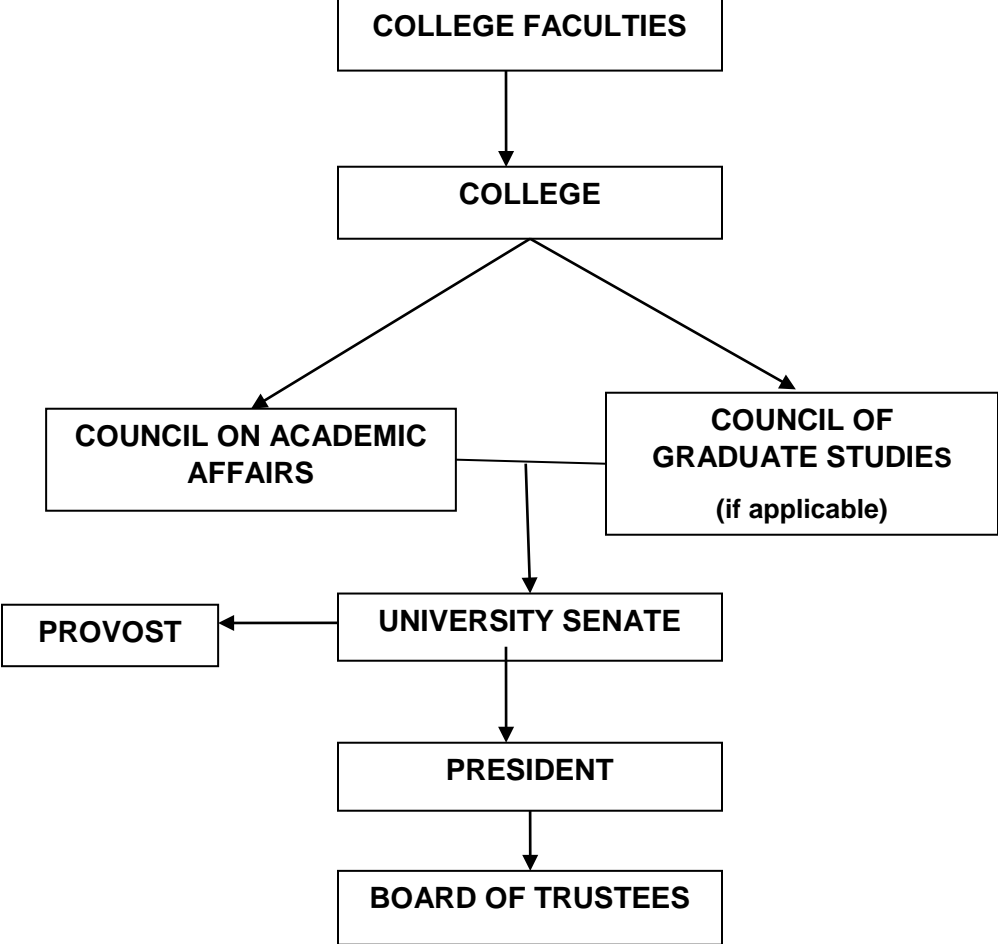 COLLEGE FACULTIES
COLLEGE
COUNCIL ON ACADEMIC
AFFAIRS
COUNCIL OF
GRADUATE STUDIES
(if applicable)
PROVOST
UNIVERSITY SENATE
PRESIDENT
BOARD OF TRUSTEES